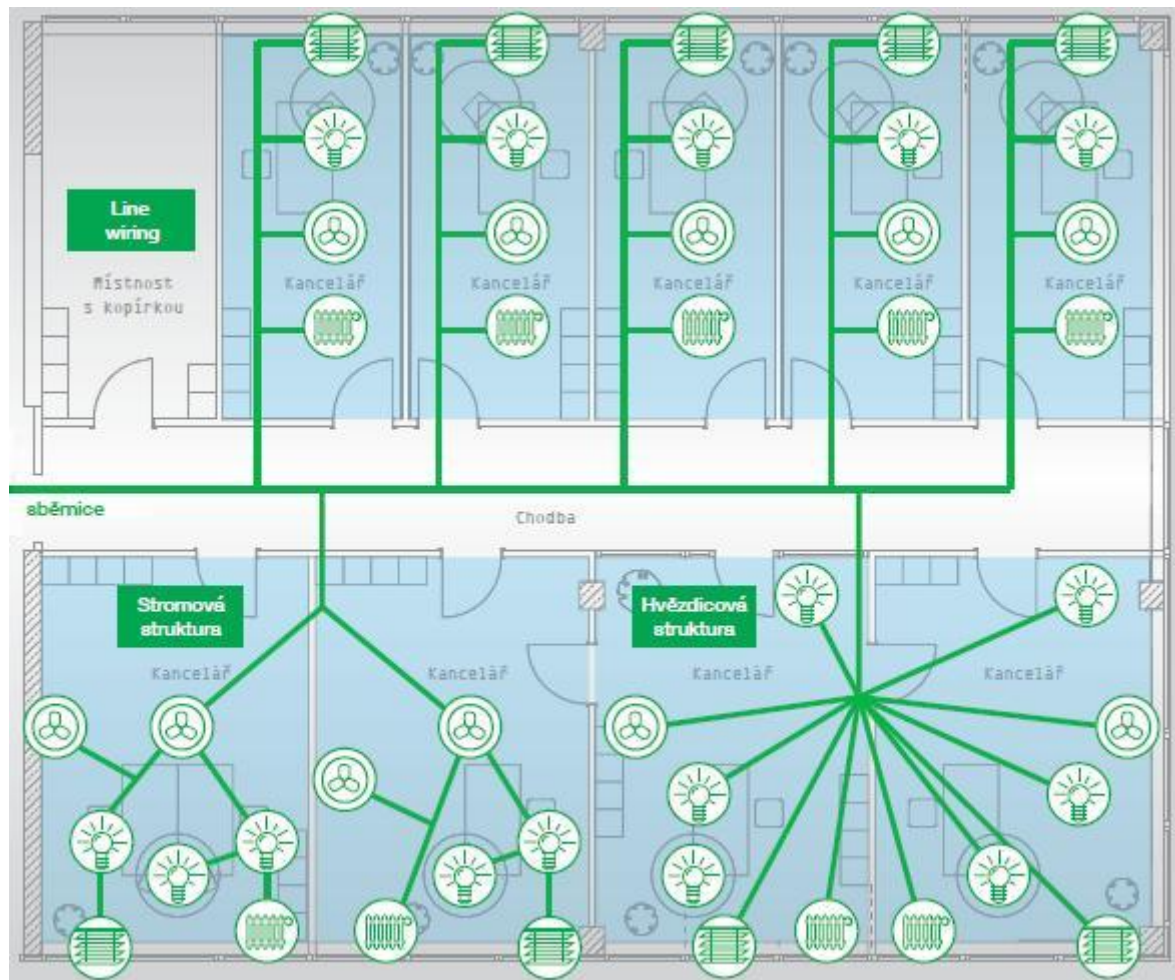 Line
wiring
Místnost
s kopírkou
Kancelář
Kancelář
Kancelář
Kancelář
Kancelář
sběrnice
Chodba
Stromová
struktura
Hvězdicová
struktura
Kancelář
Kancelář
Kancelář
Kancelář